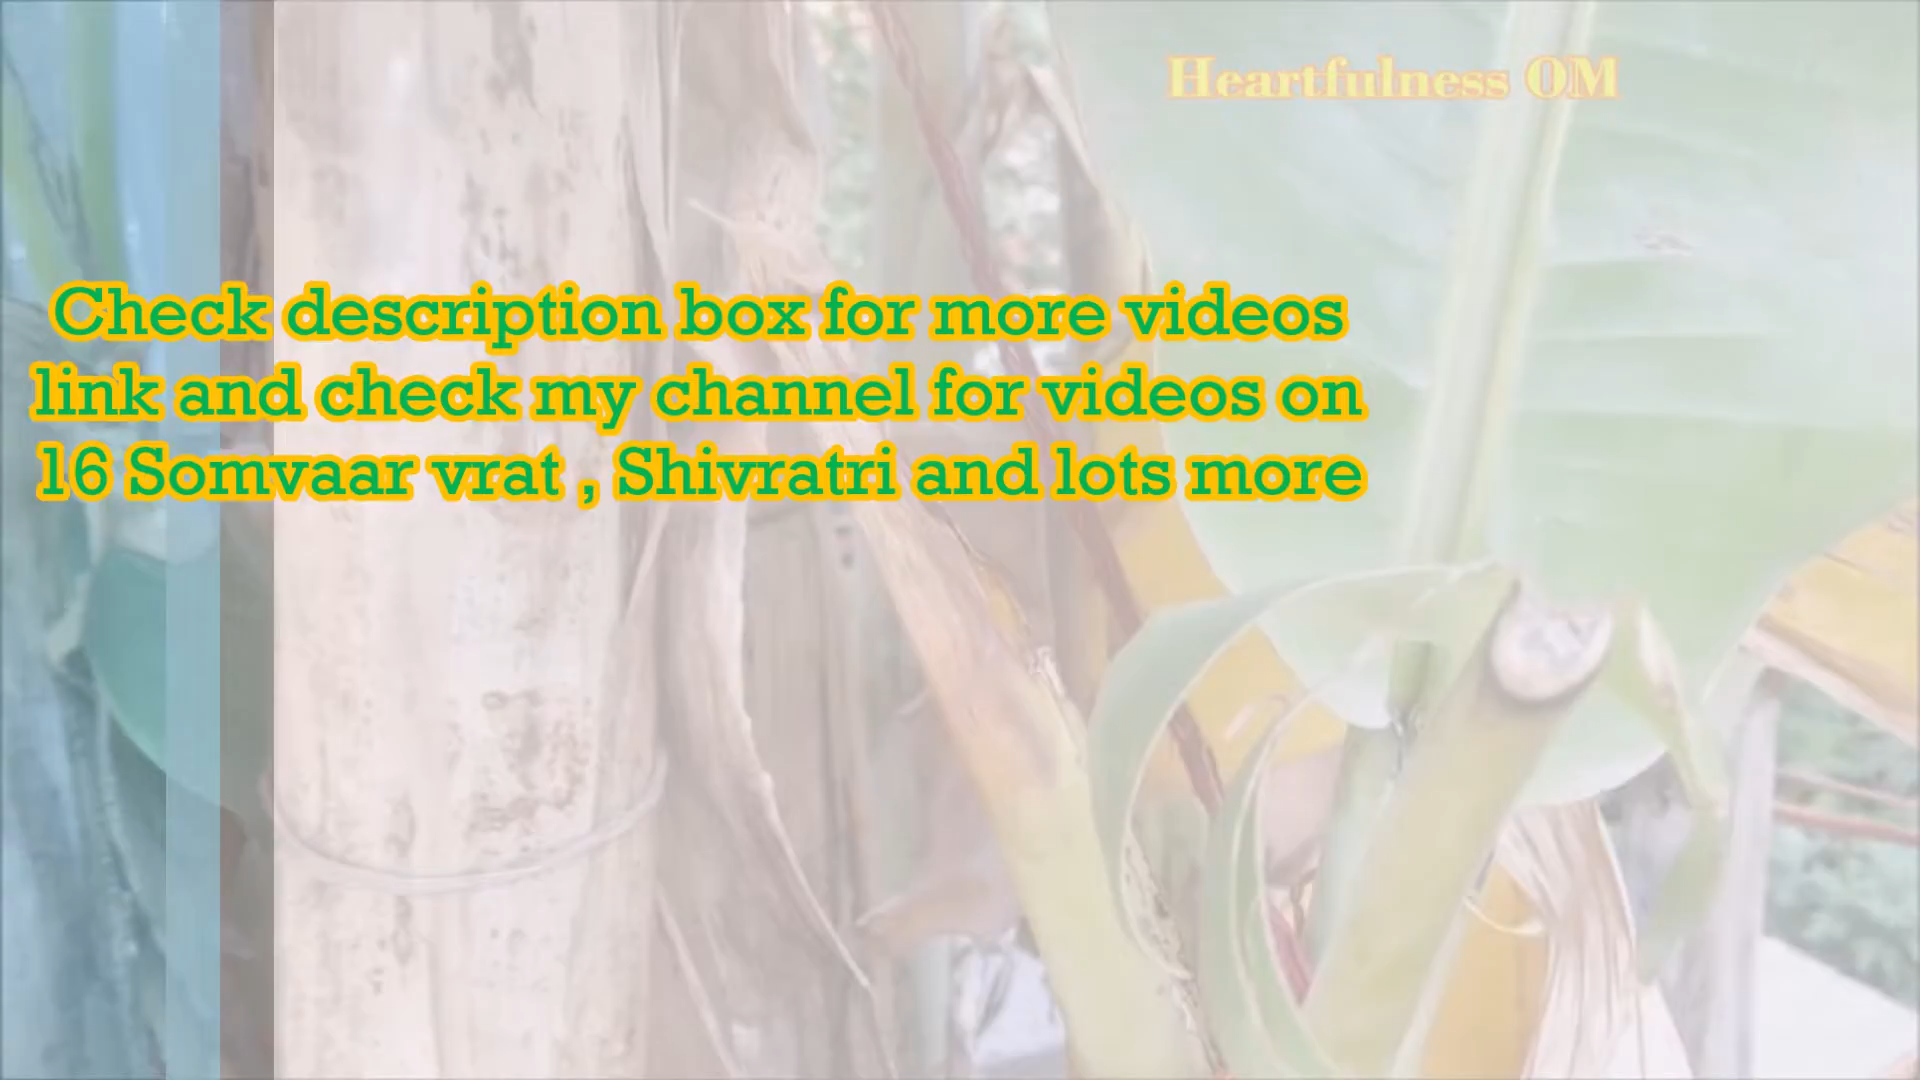 Heartfulness OM
Check description box for more videos
link and check my channel for videos on
16 Somvaar vrat , Shivratri and lots more